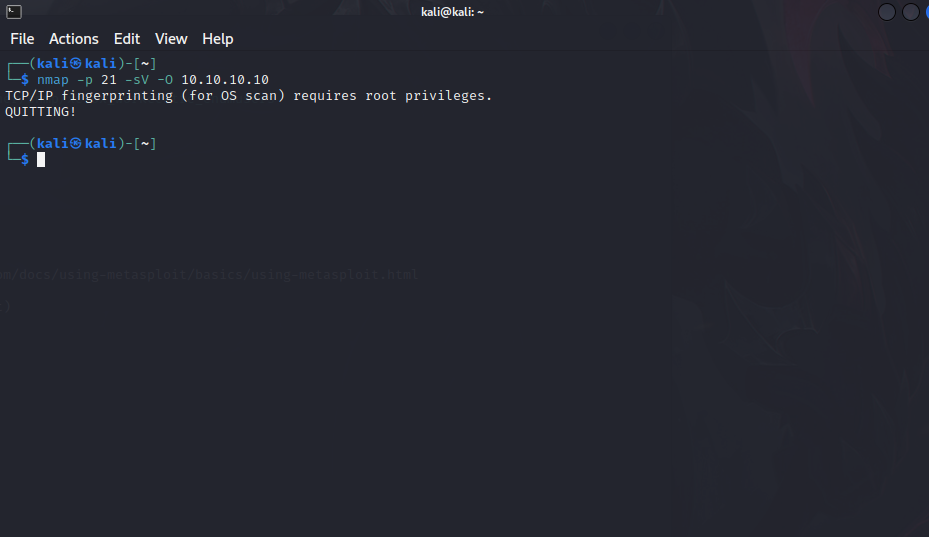 kali@kali: ~
File Actions Edit View Help
┌──(kali㉿kali)-[~]
└─$ nmap -p 21 -sV -O 10.10.10.10
TCP/IP fingerprinting (for OS scan) requires root privileges.
QUITTING!
┌──(kali㉿kali)-[~]
└─$
om/docs/using-metasploit/basics/using-metasploit.html
:)